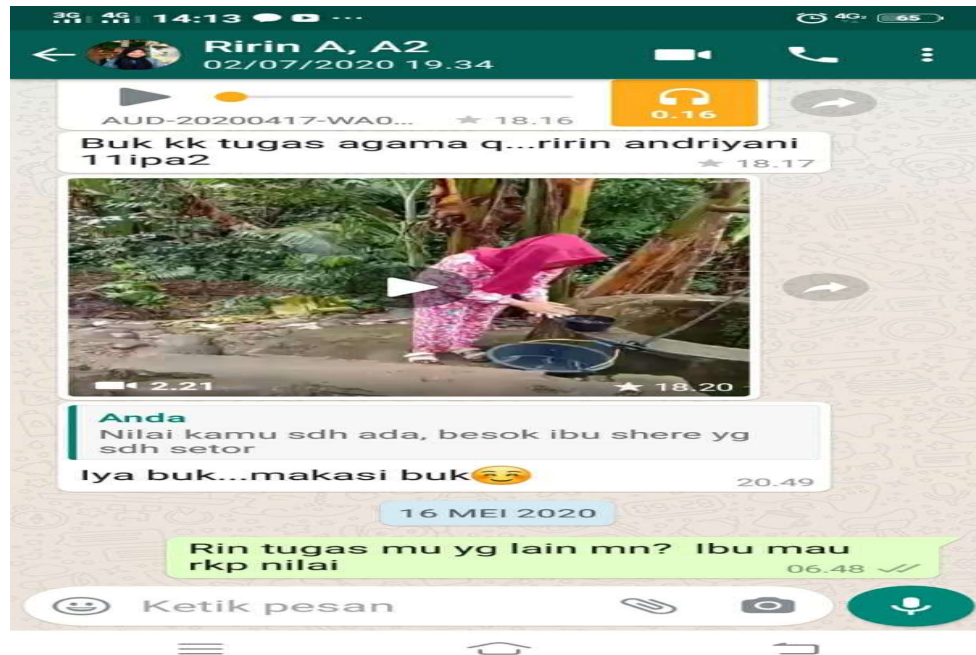 3G 4G 14:13 ...
4G 65
Ririn A, A2
02/07/2020 19.34
0.16
AUD-20200417-WA0... ★ 18.16
Buk kk tugas agama q...ririn andriyani
11ipa2
★ 18.17
2.21 ★ 18.20
Anda
Nilai kamu sdh ada, besok ibu shere yg
sdh setor
Iya buk...makasi buk☺️
20.49
16 MEI 2020
Rin tugas mu yg lain mn? Ibu mau
rkp nilai
06.48
Ketik pesan